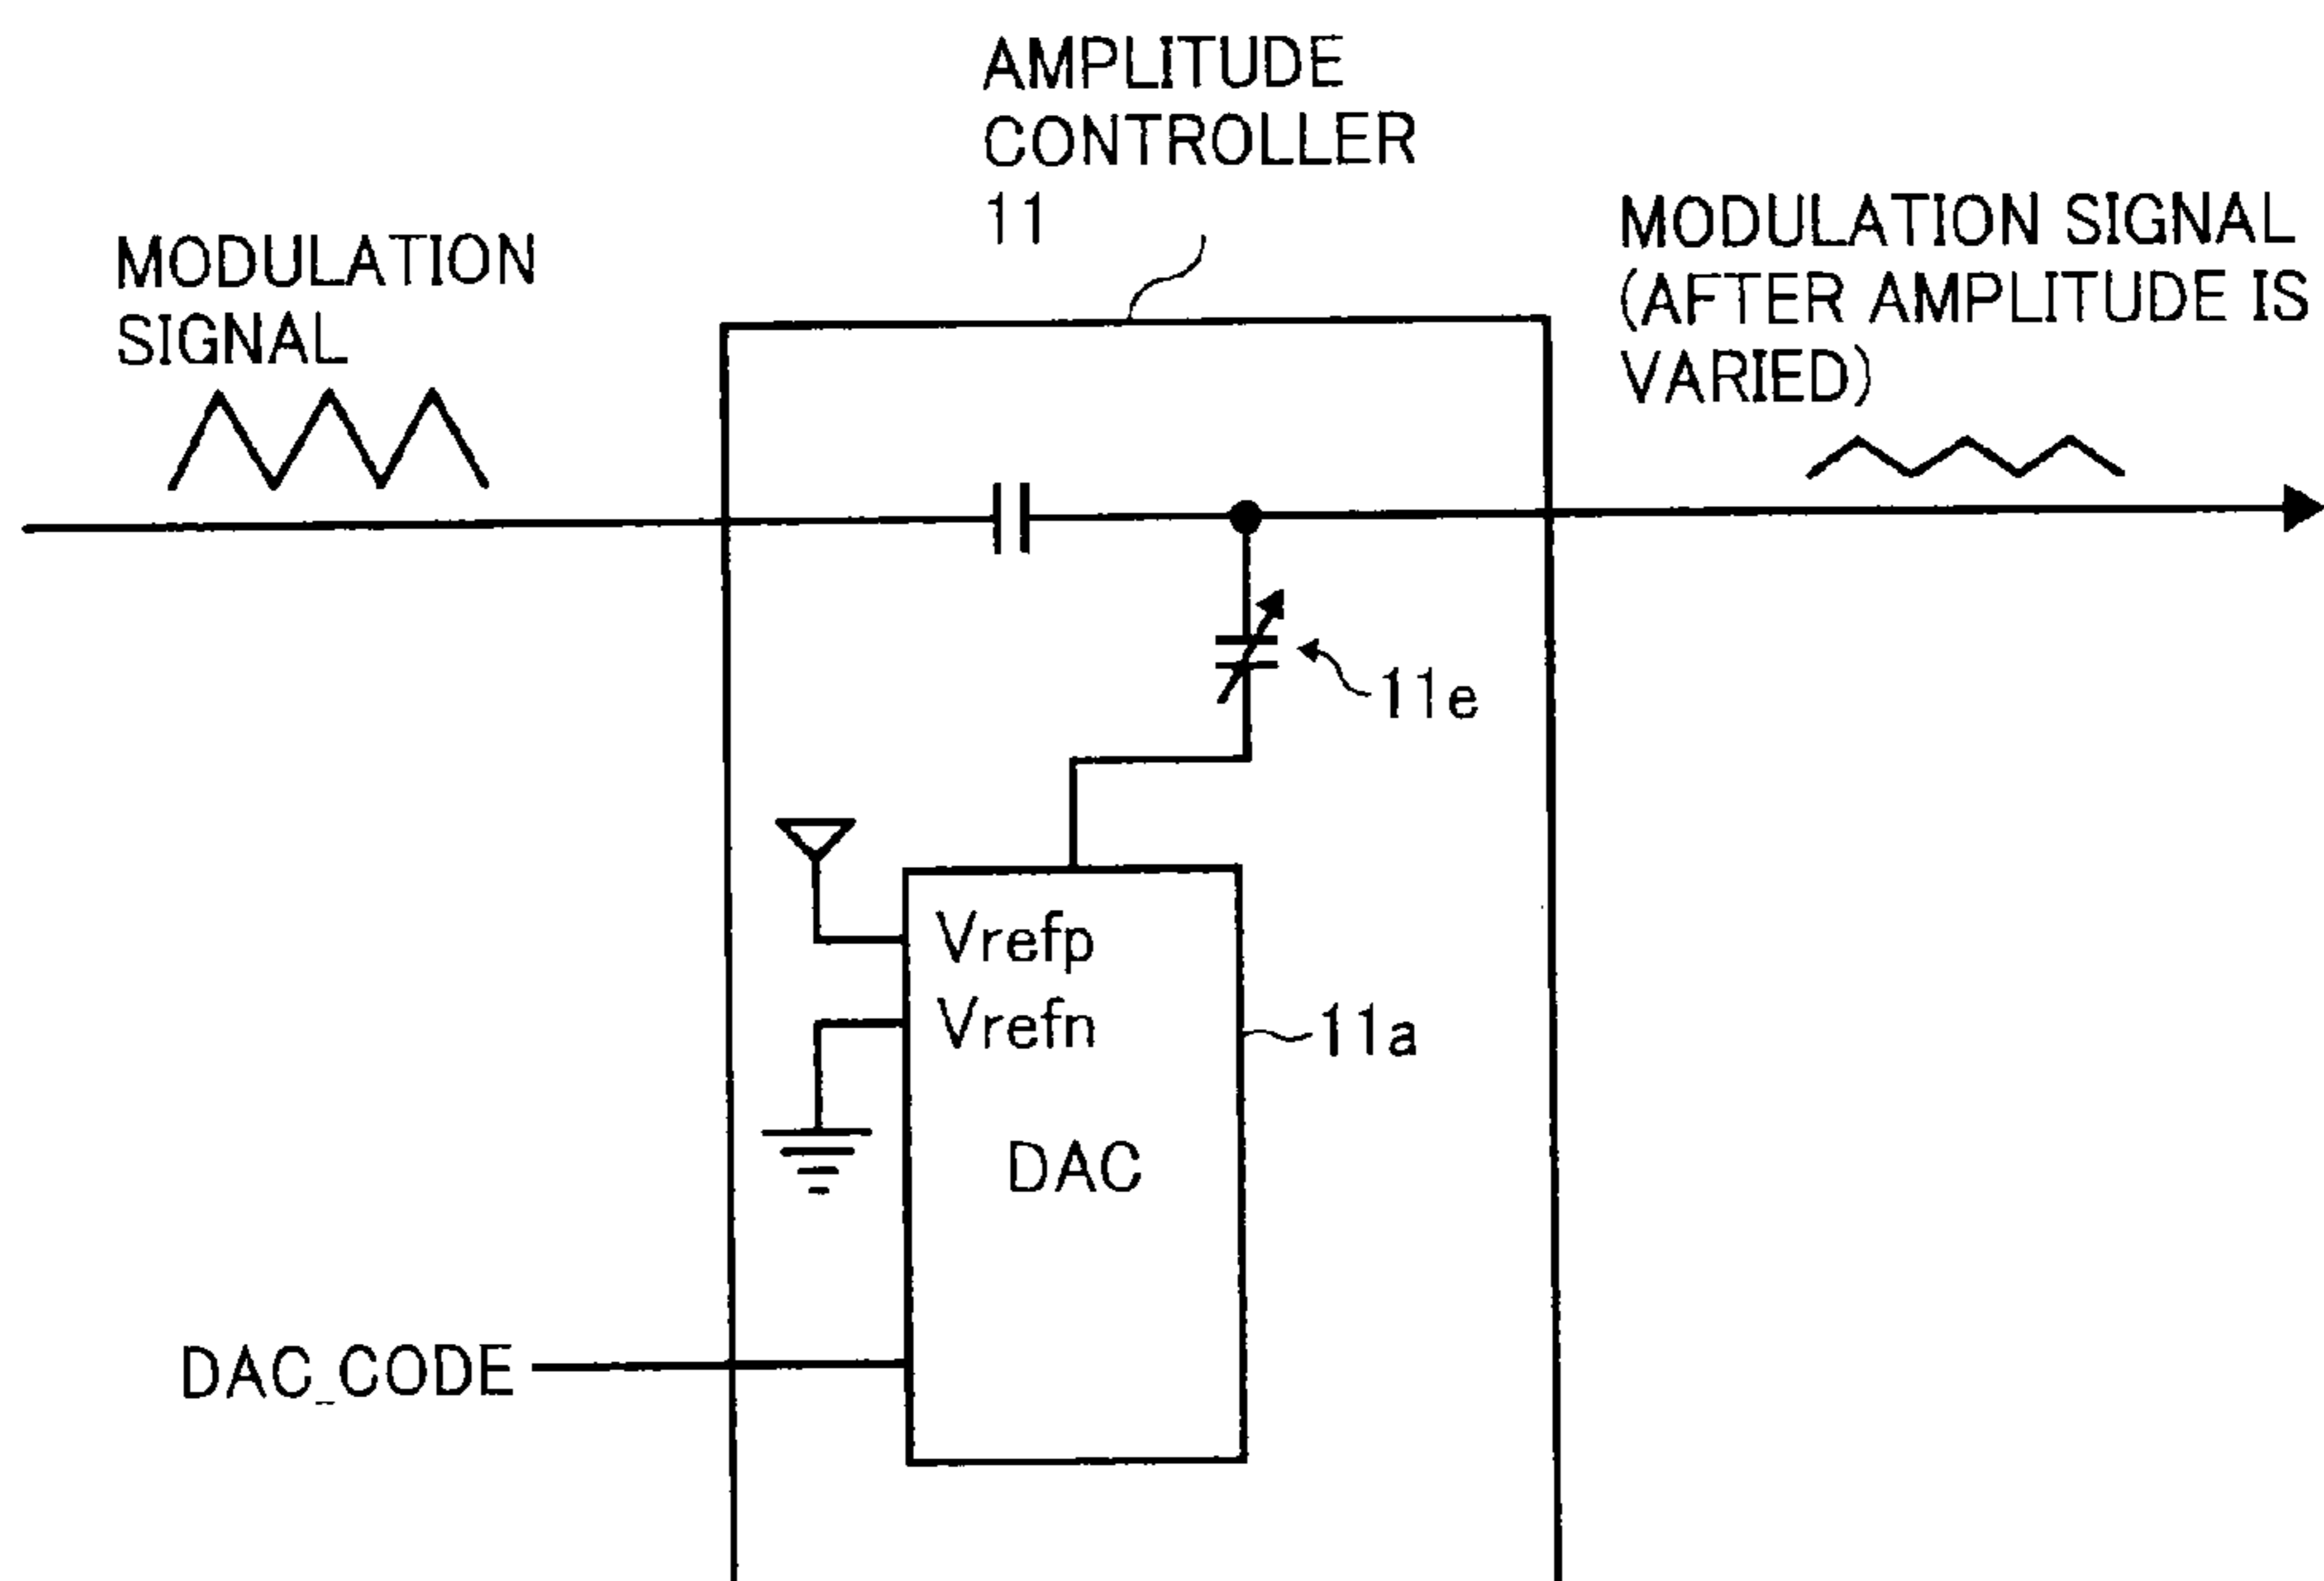 AMPLITUDE
CONTROLLER
11
MODULATION
SIGNAL
MODULATION SIGNAL
(AFTER AMPLITUDE IS
VARIED)
11e
Vrefp
Vrefn
11a
DAC
DAC_CODE